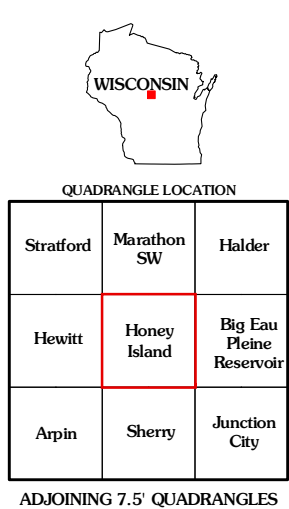 WISCONSIN
QUADRANGLE LOCATION
Stratford
Marathon
SW
Halder
Hewitt
Honey
Island
Big Eau
Pleine
Reservoir
Arpin
Sherry
Junction
City
ADJOINING 7.5' QUADRANGLES